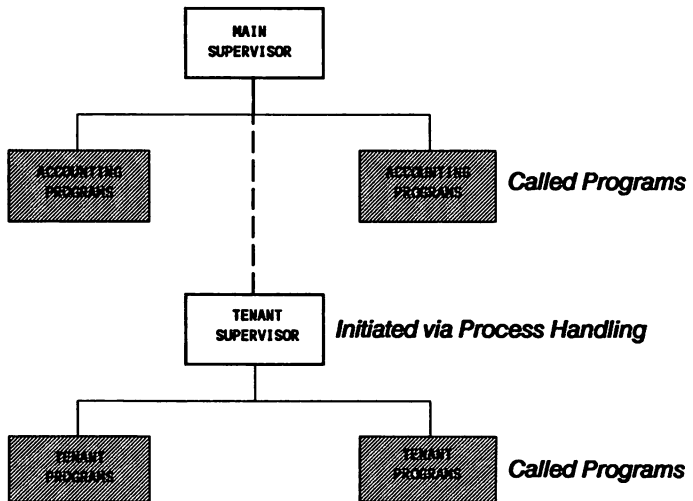 MAIN
SUPERVISOR
ACCOUNTING
PROGRAMS
ACCOUNTING
PROGRAMS
Called Programs
TENANT
SUPERVISOR
Initiated via Process Handling
TENANT
PROGRAMS
TENANT
PROGRAMS
Called Programs